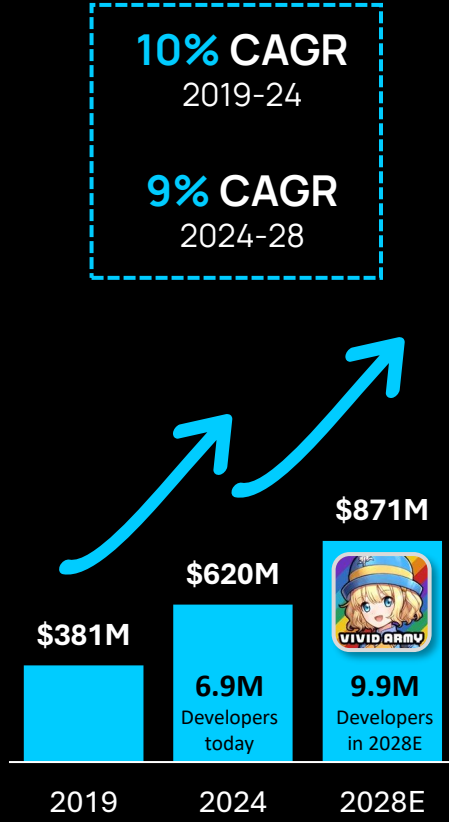 10% CAGR
2019-24
9% CAGR
2024-28
$871M
$620M
$381M
VIVID ARMY
6.9M
Developers
today
9.9M
Developers
in 2028E
2019
2024
2028E